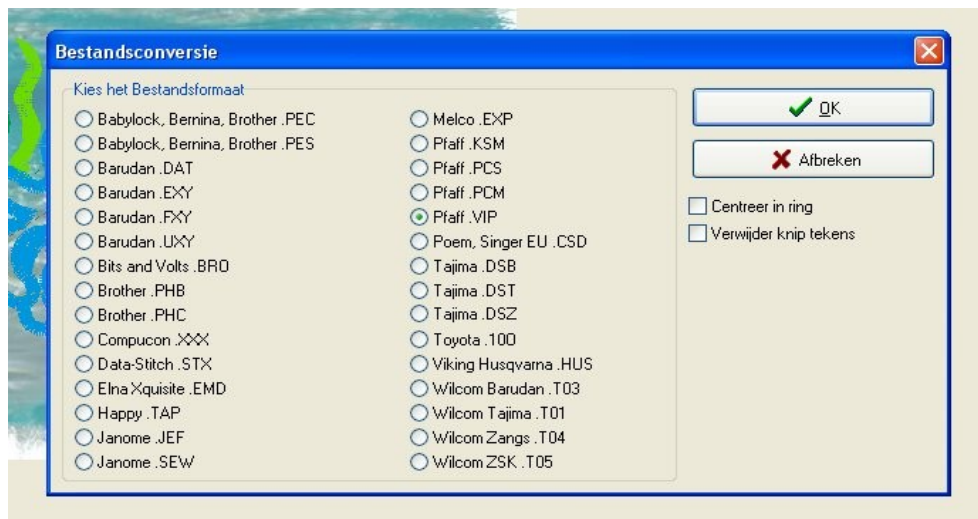 Bestandsconversie
Kies het Bestandsformaat
Babylock, Bernina, Brother .PEC
Babylock, Bernina, Brother .PES
Barudan .DAT
Barudan .EXY
Barudan .FXY
Barudan .UXY
Bits and Volts .BRO
Brother .PHB
Brother .PHC
Compucon .XXX
Data-Stitch .STX
Elna Xquisite .EMD
Happy .TAP
Janome .JEF
Janome .SEW
Melco .EXP
Pfaff .KSM
Pfaff .PCS
Pfaff .PCM
Pfaff .VIP
Poem, Singer EU .CSD
Tajima .DSB
Tajima .DST
Tajima .DSZ
Toyota .100
Viking Husqvarna .HUS
Wilcom Barudan .T03
Wilcom Tajima .T01
Wilcom Zangs .T04
Wilcom ZSK .T05
OK
Afbreken
Centreer in ring
Verwijder knip tekens